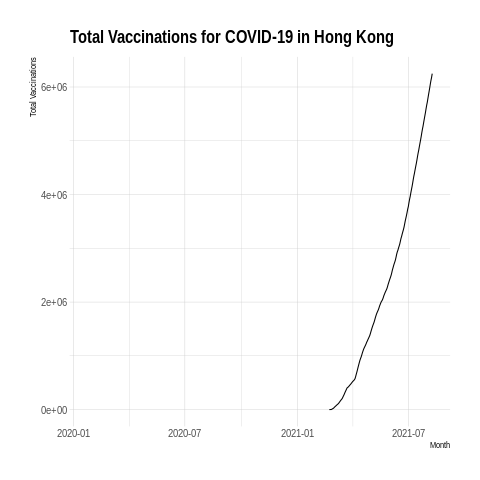 Total Vaccinations for COVID-19 in Hong Kong
Total Vaccinations
6e+06
4e+06
2e+06
0e+00
2020-01 2020-07 2021-01 2021-07
Month